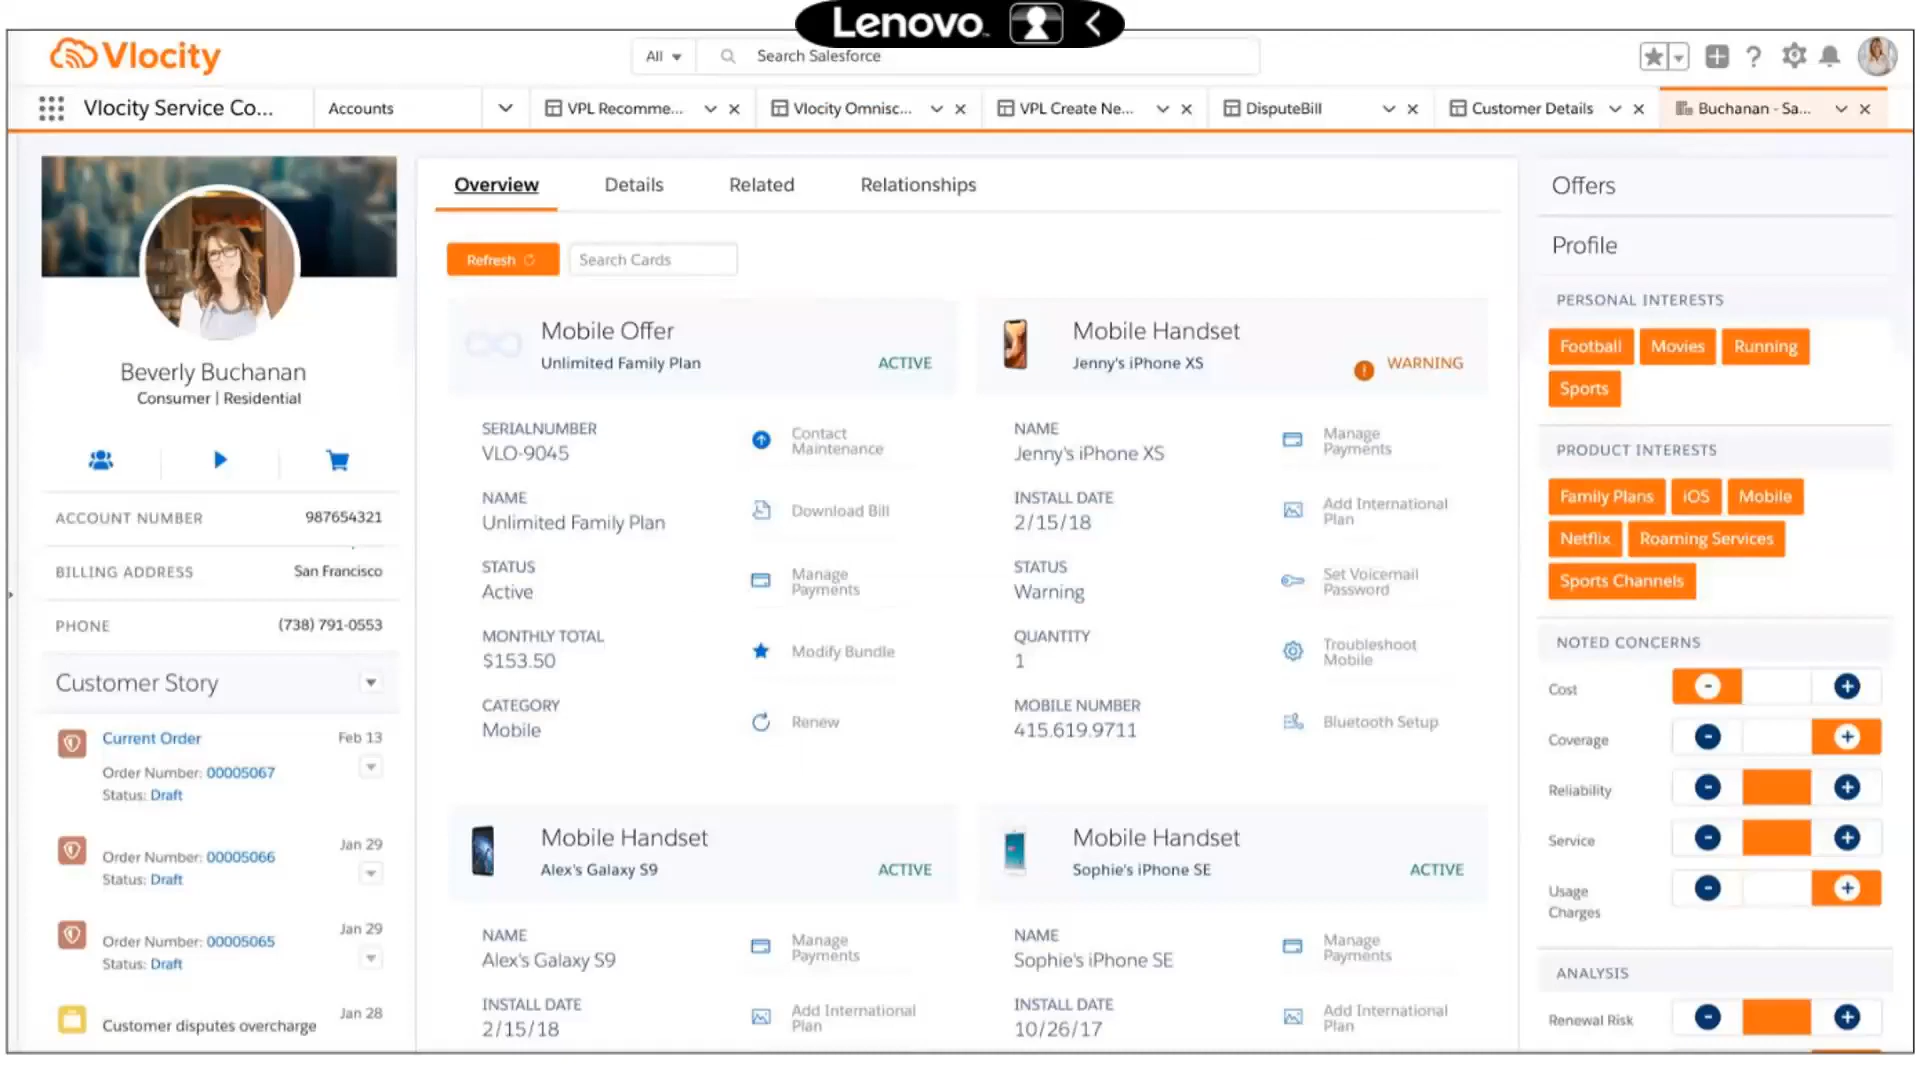 Lenovo
Vlocity
All
Search Salesforce
Vlocity Service Co...
Accounts
VPL Recomme...
Vlocity Omnisc...
VPL Create Ne...
DisputeBill
Customer Details
Buchanan - Sa...
Beverly Buchanan
Consumer | Residential
ACCOUNT NUMBER 987654321
BILLING ADDRESS San Francisco
PHONE (738) 791-0553
Customer Story
Current Order Feb 13
Order Number: 00005067
Status: Draft
Jan 29
Order Number: 00005066
Status: Draft
Jan 29
Order Number: 00005065
Status: Draft
Jan 28
Customer disputes overcharge
Overview Details Related Relationships
Refresh
Search Cards
Mobile Offer
Unlimited Family Plan
ACTIVE
SERIALNUMBER
VLO-9045
NAME
Unlimited Family Plan
STATUS
Active
MONTHLY TOTAL
$153.50
CATEGORY
Mobile
Contact
Maintenance
Download Bill
Manage
Payments
Modify Bundle
Renew
Mobile Handset
Jenny's iPhone XS
WARNING
NAME
Jenny's iPhone XS
INSTALL DATE
2/15/18
STATUS
Warning
QUANTITY
1
MOBILE NUMBER
415.619.9711
Manage
Payments
Add International
Plan
Set Voicemail
Password
Troubleshoot
Mobile
Bluetooth Setup
Mobile Handset
Alex's Galaxy S9
ACTIVE
NAME
Alex's Galaxy S9
INSTALL DATE
2/15/18
Manage
Payments
Add International
Plan
Mobile Handset
Sophie's iPhone SE
ACTIVE
NAME
Sophie's iPhone SE
INSTALL DATE
10/26/17
Manage
Payments
Add International
Plan
Offers
Profile
PERSONAL INTERESTS
Football Movies Running
Sports
PRODUCT INTERESTS
Family Plans iOS Mobile
Netflix Roaming Services
Sports Channels
NOTED CONCERNS
Cost
Coverage
Reliability
Service
Usage
Charges
ANALYSIS
Renewal Risk